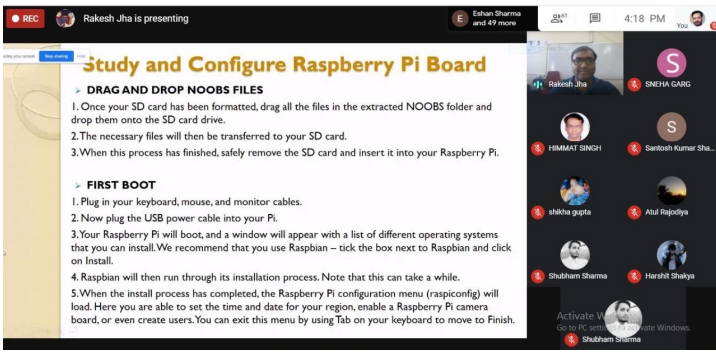 REC
Rakesh Jha is presenting
E
Eshan Sharma
and 49 more
61
4:18 PM
You
Stop sharing
Study and Configure Raspberry Pi Board
➢ DRAG AND DROP NOOBS FILES
1. Once your SD card has been formatted, drag all the files in the extracted NOOBS folder and
drop them onto the SD card drive.
2.The necessary files will then be transferred to your SD card.
3.When this process has finished, safely remove the SD card and insert it into your Raspberry Pi.
➢ FIRST BOOT
1. Plug in your keyboard, mouse, and monitor cables.
2. Now plug the USB power cable into your Pi.
3.Your Raspberry Pi will boot, and a window will appear with a list of different operating systems
that you can install.We recommend that you use Raspbian – tick the box next to Raspbian and click
on Install.
4. Raspbian will then run through its installation process. Note that this can take a while.
5.When the install process has completed, the Raspberry Pi configuration menu (raspiconfig) will
load. Here you are able to set the time and date for your region, enable a Raspberry Pi camera
board, or even create users.You can exit this menu by using Tab on your keyboard to move to Finish.
Rakesh Jha
S
SNEHA GARG
HIMMAT SINGH
S
Santosh Kumar Sha...
shikha gupta
Atul Rajodiya
Shubham Sharma
Harshit Shakya
Activate W
Go to PC settin
vate Windows.
Shubham Sharma